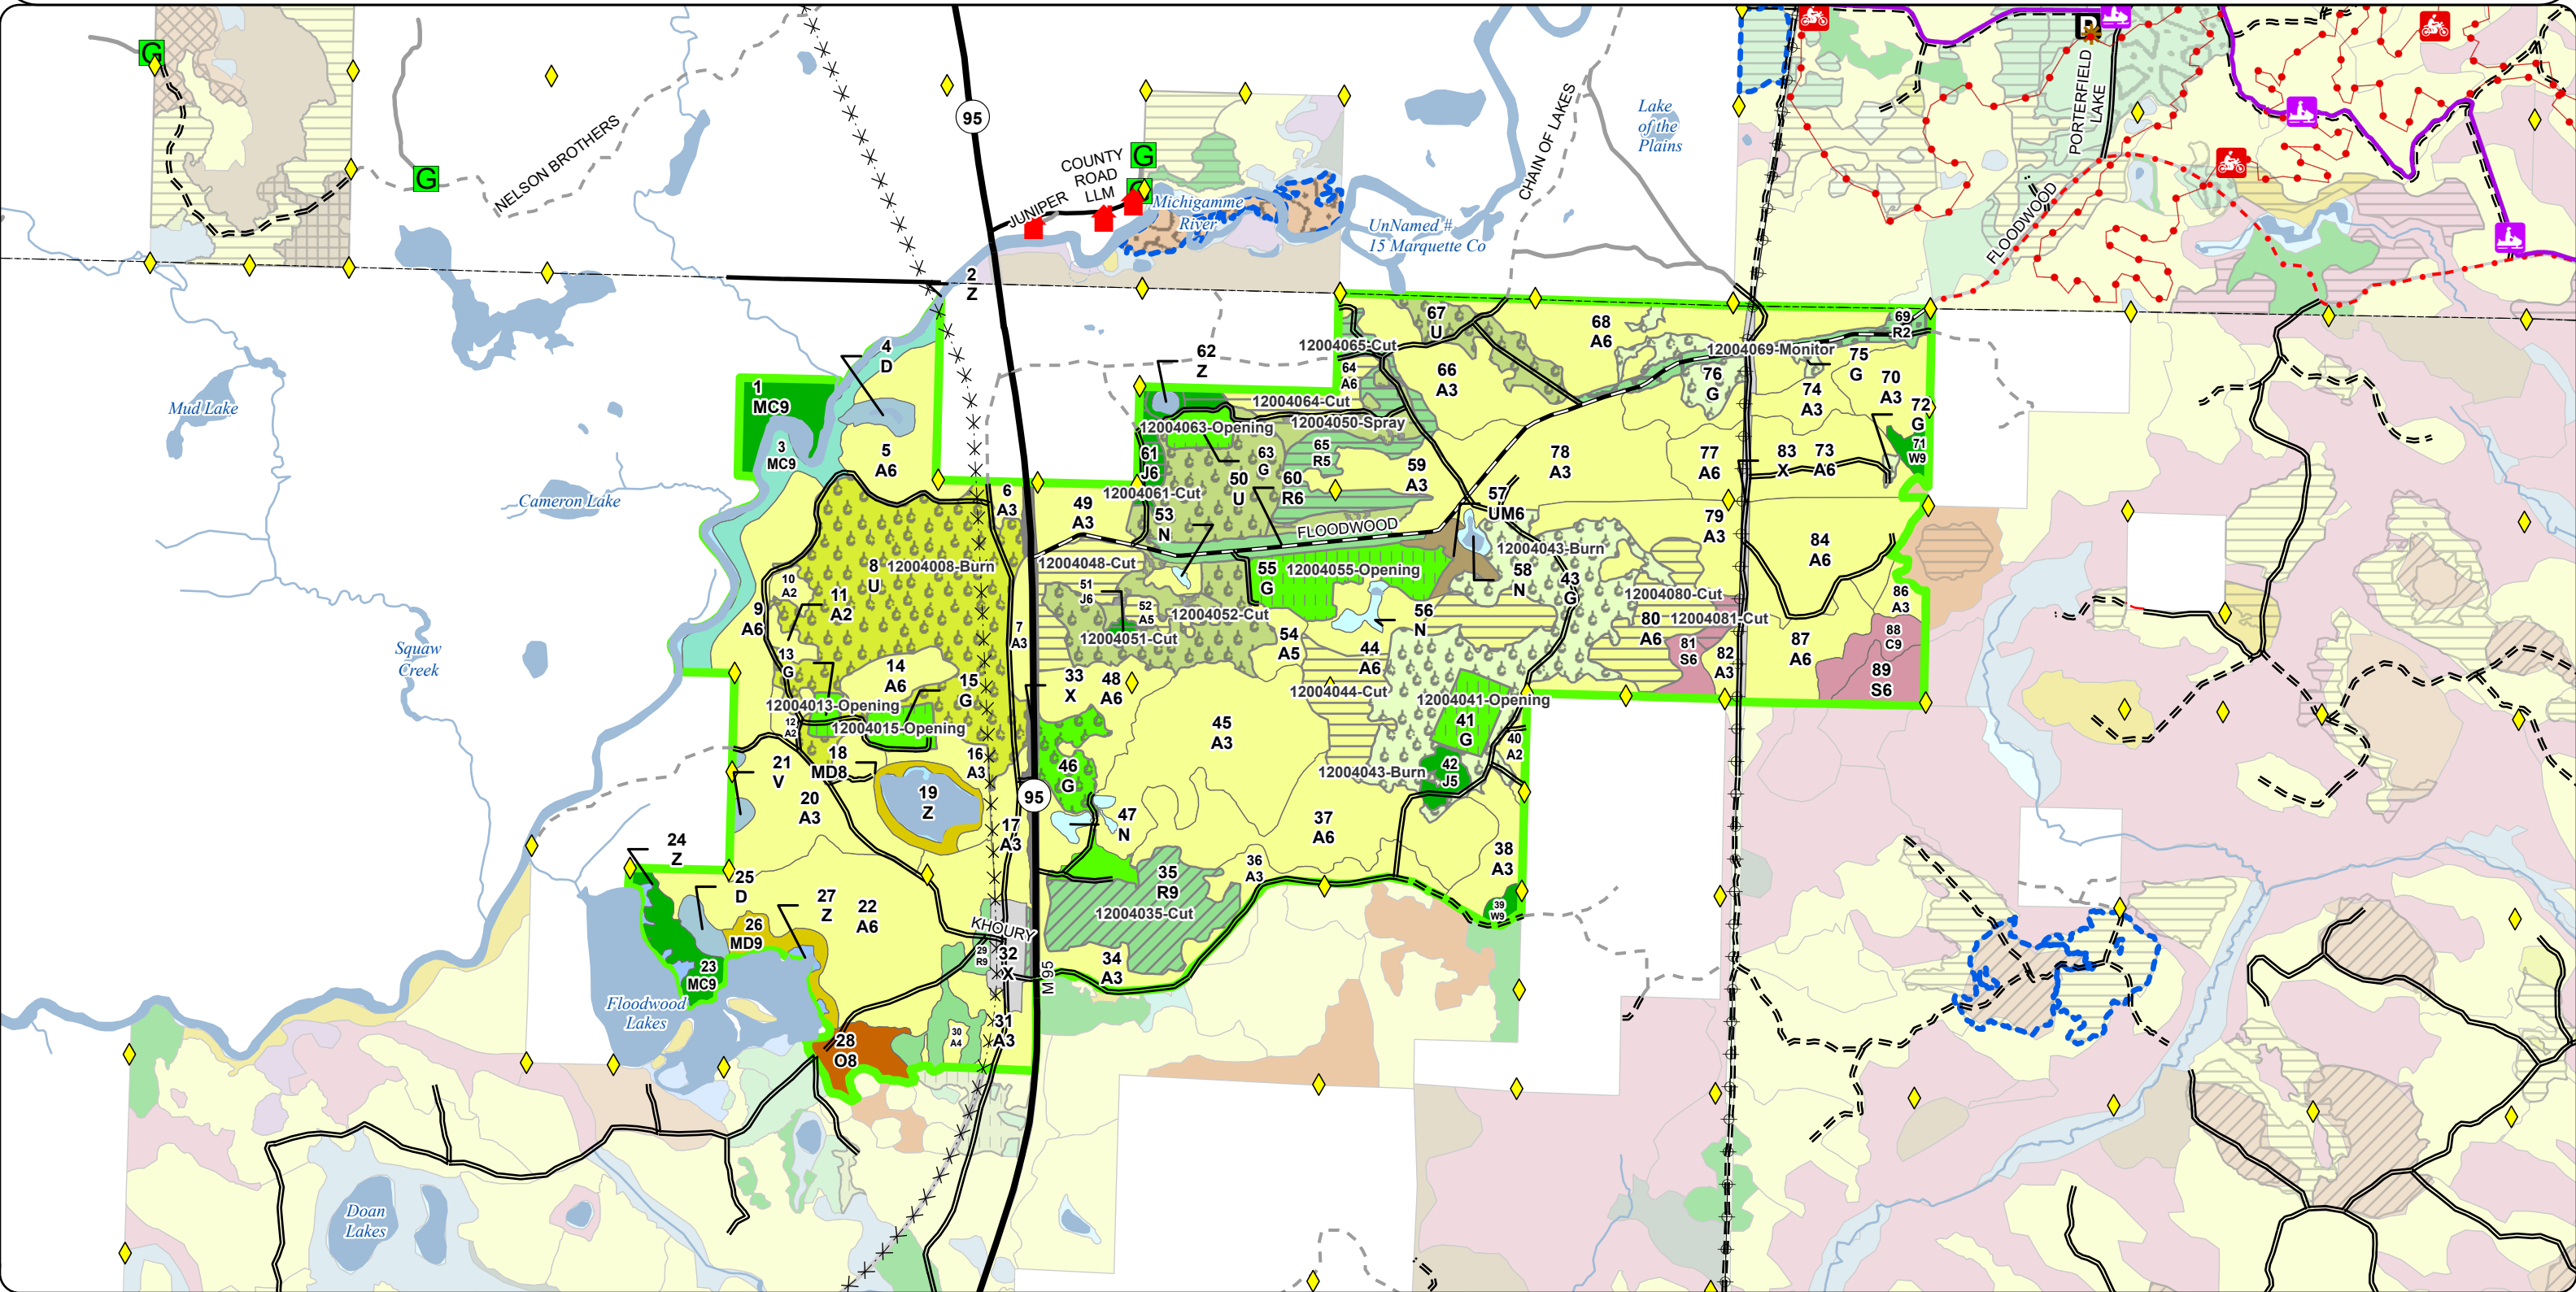 G
G
NELSON BROTHERS
95
COUNTY
ROAD
LLM
JUNIPER
G
G
Michigamme
River
UnNamed #
15 Marquette Co
CHAIN OF LAKES
Lake
of the
Plains
P
PORTERFIELD
LAKE
FLOODWOOD
2
Z
Mud Lake
Cameron Lake
Squaw
Creek
1
MC9
3
MC9
4
D
5
A6
6
A3
62
Z
12004065-Cut
64
A6
12004064-Cut
12004050-Spray
12004063-Opening
67
U
68
A6
66
A3
69
R2
12004069-Monitor
75
G
76
G
74
A3
70
A3
72
G
71
W9
61
J6
63
G
65
R5
59
A3
78
A3
77
A6
83
X
73
A6
12004061-Cut
50
U
60
R6
49
A3
53
N
FLOODWOOD
57
UM6
79
A3
84
A6
12004048-Cut
8
U
12004008-Burn
10
A2
11
A2
9
A6
7
A3
51
J6
52
A5
12004052-Cut
12004051-Cut
55
G
12004055-Opening
12004043-Burn
58
N
43
G
56
N
54
A5
44
A6
12004080-Cut
80
A6
12004081-Cut
81
S6
82
A3
86
A3
87
A6
88
C9
89
S6
13
G
14
A6
15
G
33
X
48
A6
12004044-Cut
12004041-Opening
41
G
12004013-Opening
12004015-Opening
12
A2
18
MD8
16
A3
21
V
20
A3
19
Z
95
46
G
45
A3
40
A2
12004043-Burn
42
J5
17
A3
47
N
37
A6
38
A3
24
Z
25
D
26
MD9
27
Z
22
A6
35
R9
36
A3
12004035-Cut
39
W9
KHOURY
29
R9
32
X
M95
34
A3
23
MC9
Floodwood
Lakes
28
O8
30
A4
31
A3
Doan
Lakes